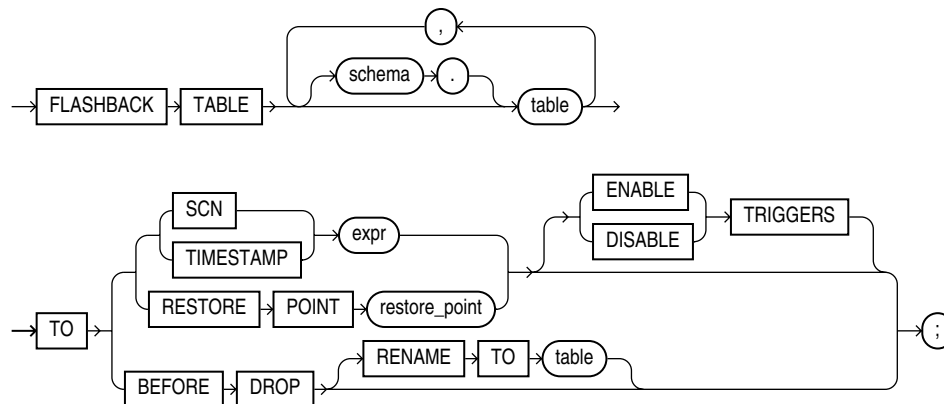 ,
schema .
FLASHBACK TABLE table
SCN ENABLE
expr TRIGGERS
TIMESTAMP DISABLE
RESTORE POINT restore_point
TO ;
RENAME TO table
BEFORE DROP